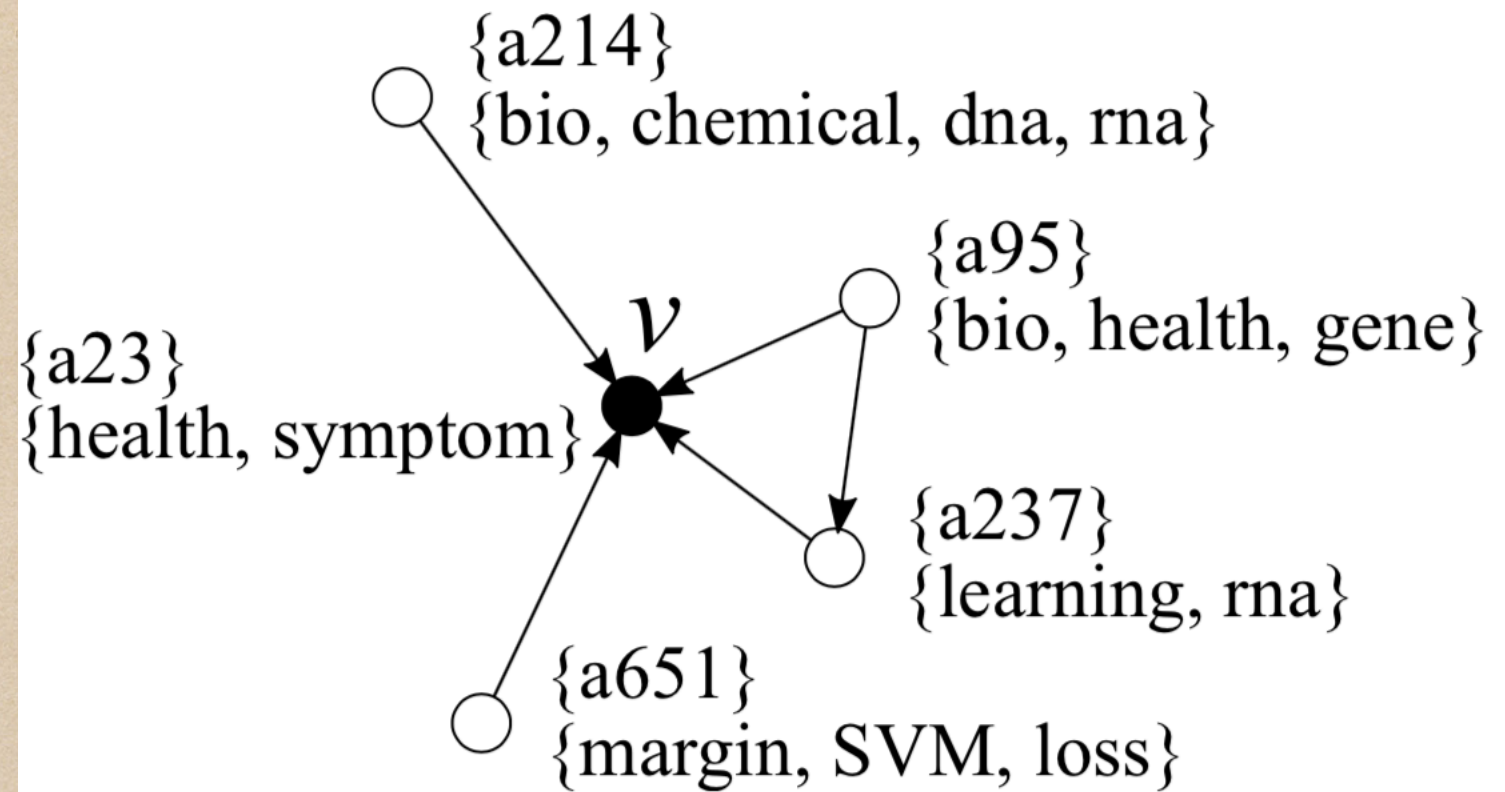 {a214}
{bio, chemical, dna, rna}
{a95}
{bio, health, gene}
v
{a23}
{health, symptom}
{a237}
{learning, rna}
{a651}
{margin, SVM, loss}